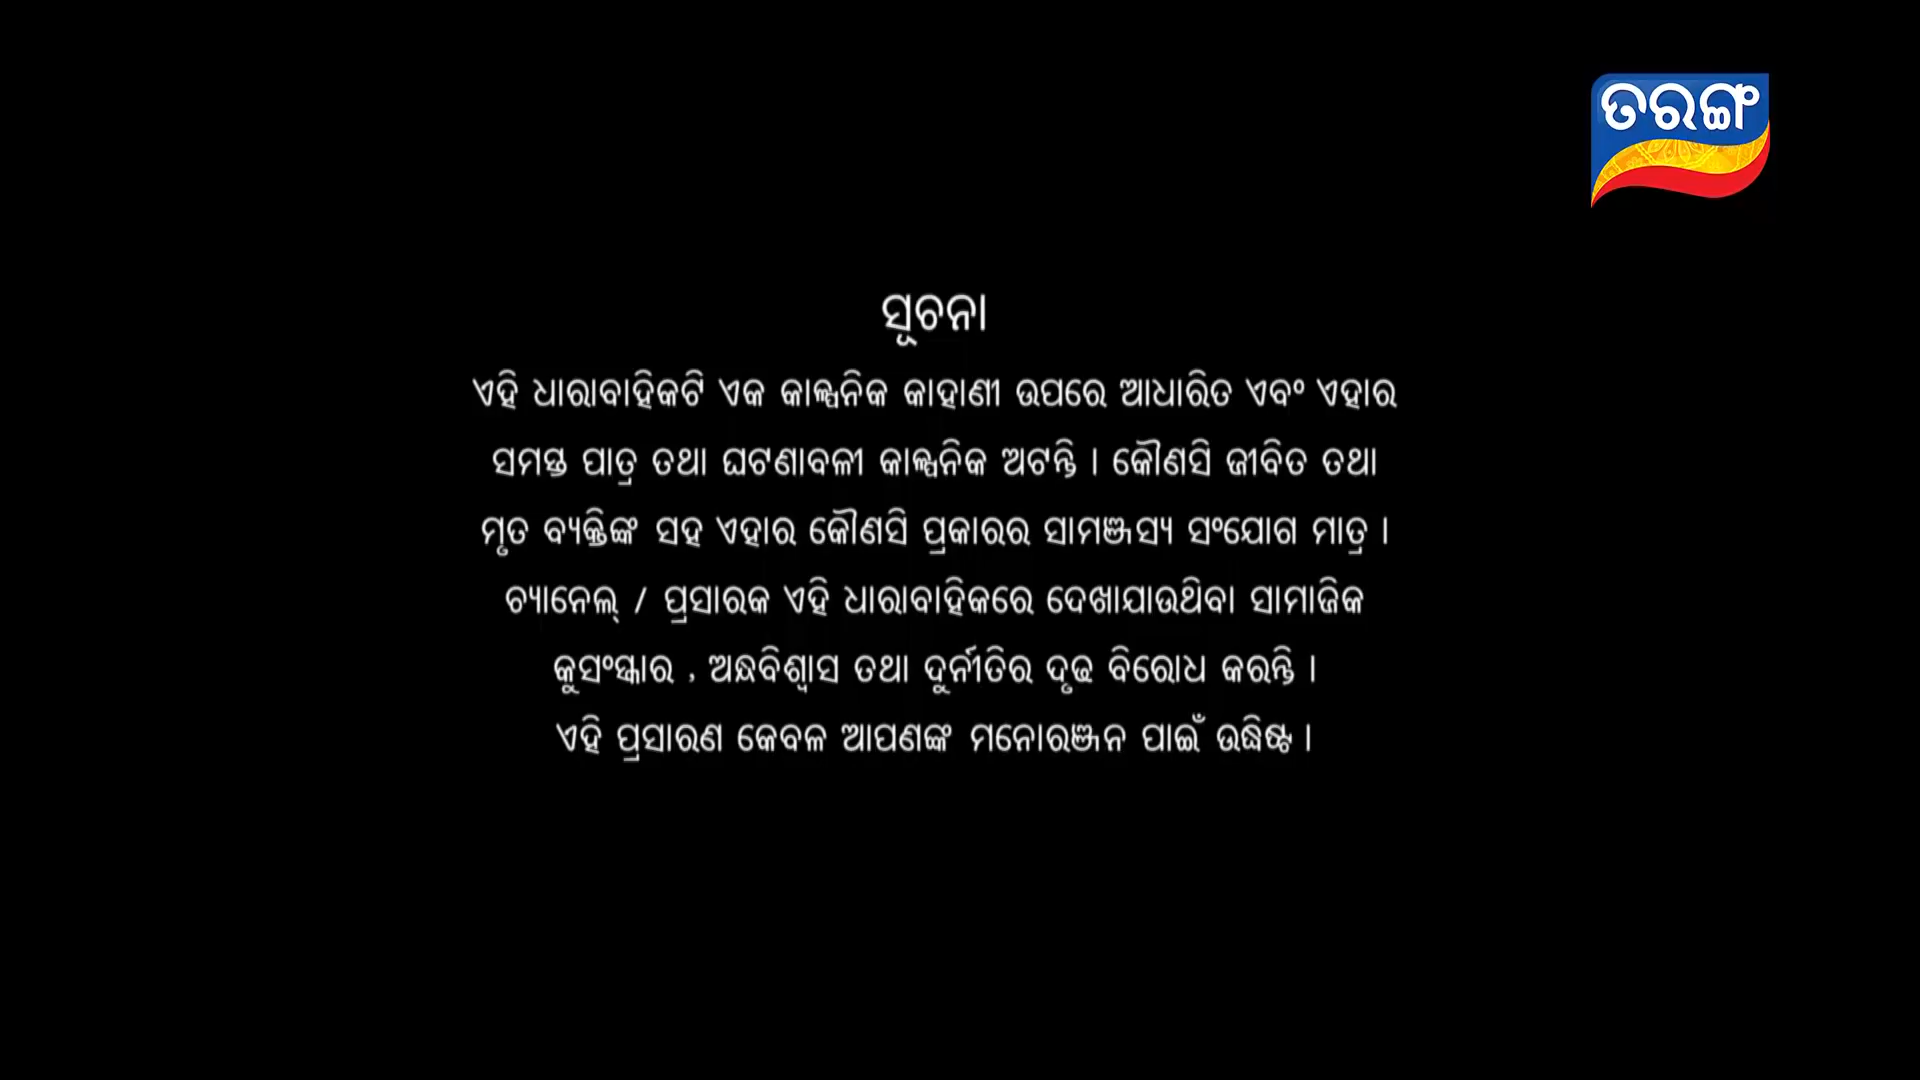 ତରଙ୍ଗ
ସୂଚନା
ଏହି ଧାରାବାହିକଟି ଏକ କାଳ୍ପନିକ କାହାଣୀ ଉପରେ ଆଧାରିତ ଏବଂ ଏହାର
ସମସ୍ତ ପାତ୍ର ତଥା ଘଟଣାବଳୀ କାଳ୍ପନିକ ଅଟନ୍ତି । କୌଣସି ଜୀବିତ ତଥା
ମୃତ ବ୍ୟକ୍ତିଙ୍କ ସହ ଏହାର କୌଣସି ପ୍ରକାରର ସାମଞ୍ଜସ୍ୟ ସଂଯୋଗ ମାତ୍ର ।
ଚ୍ୟାନେଲ୍ / ପ୍ରସାରକ ଏହି ଧାରାବାହିକରେ ଦେଖାଯାଉଥିବା ସାମାଜିକ
କୁସଂସ୍କାର , ଅନ୍ଧବିଶ୍ୱାସ ତଥା ଦୁର୍ନୀତିର ଦୃଢ ବିରୋଧ କରନ୍ତି ।
ଏହି ପ୍ରସାରଣ କେବଳ ଆପଣଙ୍କ ମନୋରଞ୍ଜନ ପାଇଁ ଉଦ୍ଧିଷ୍ଟ ।